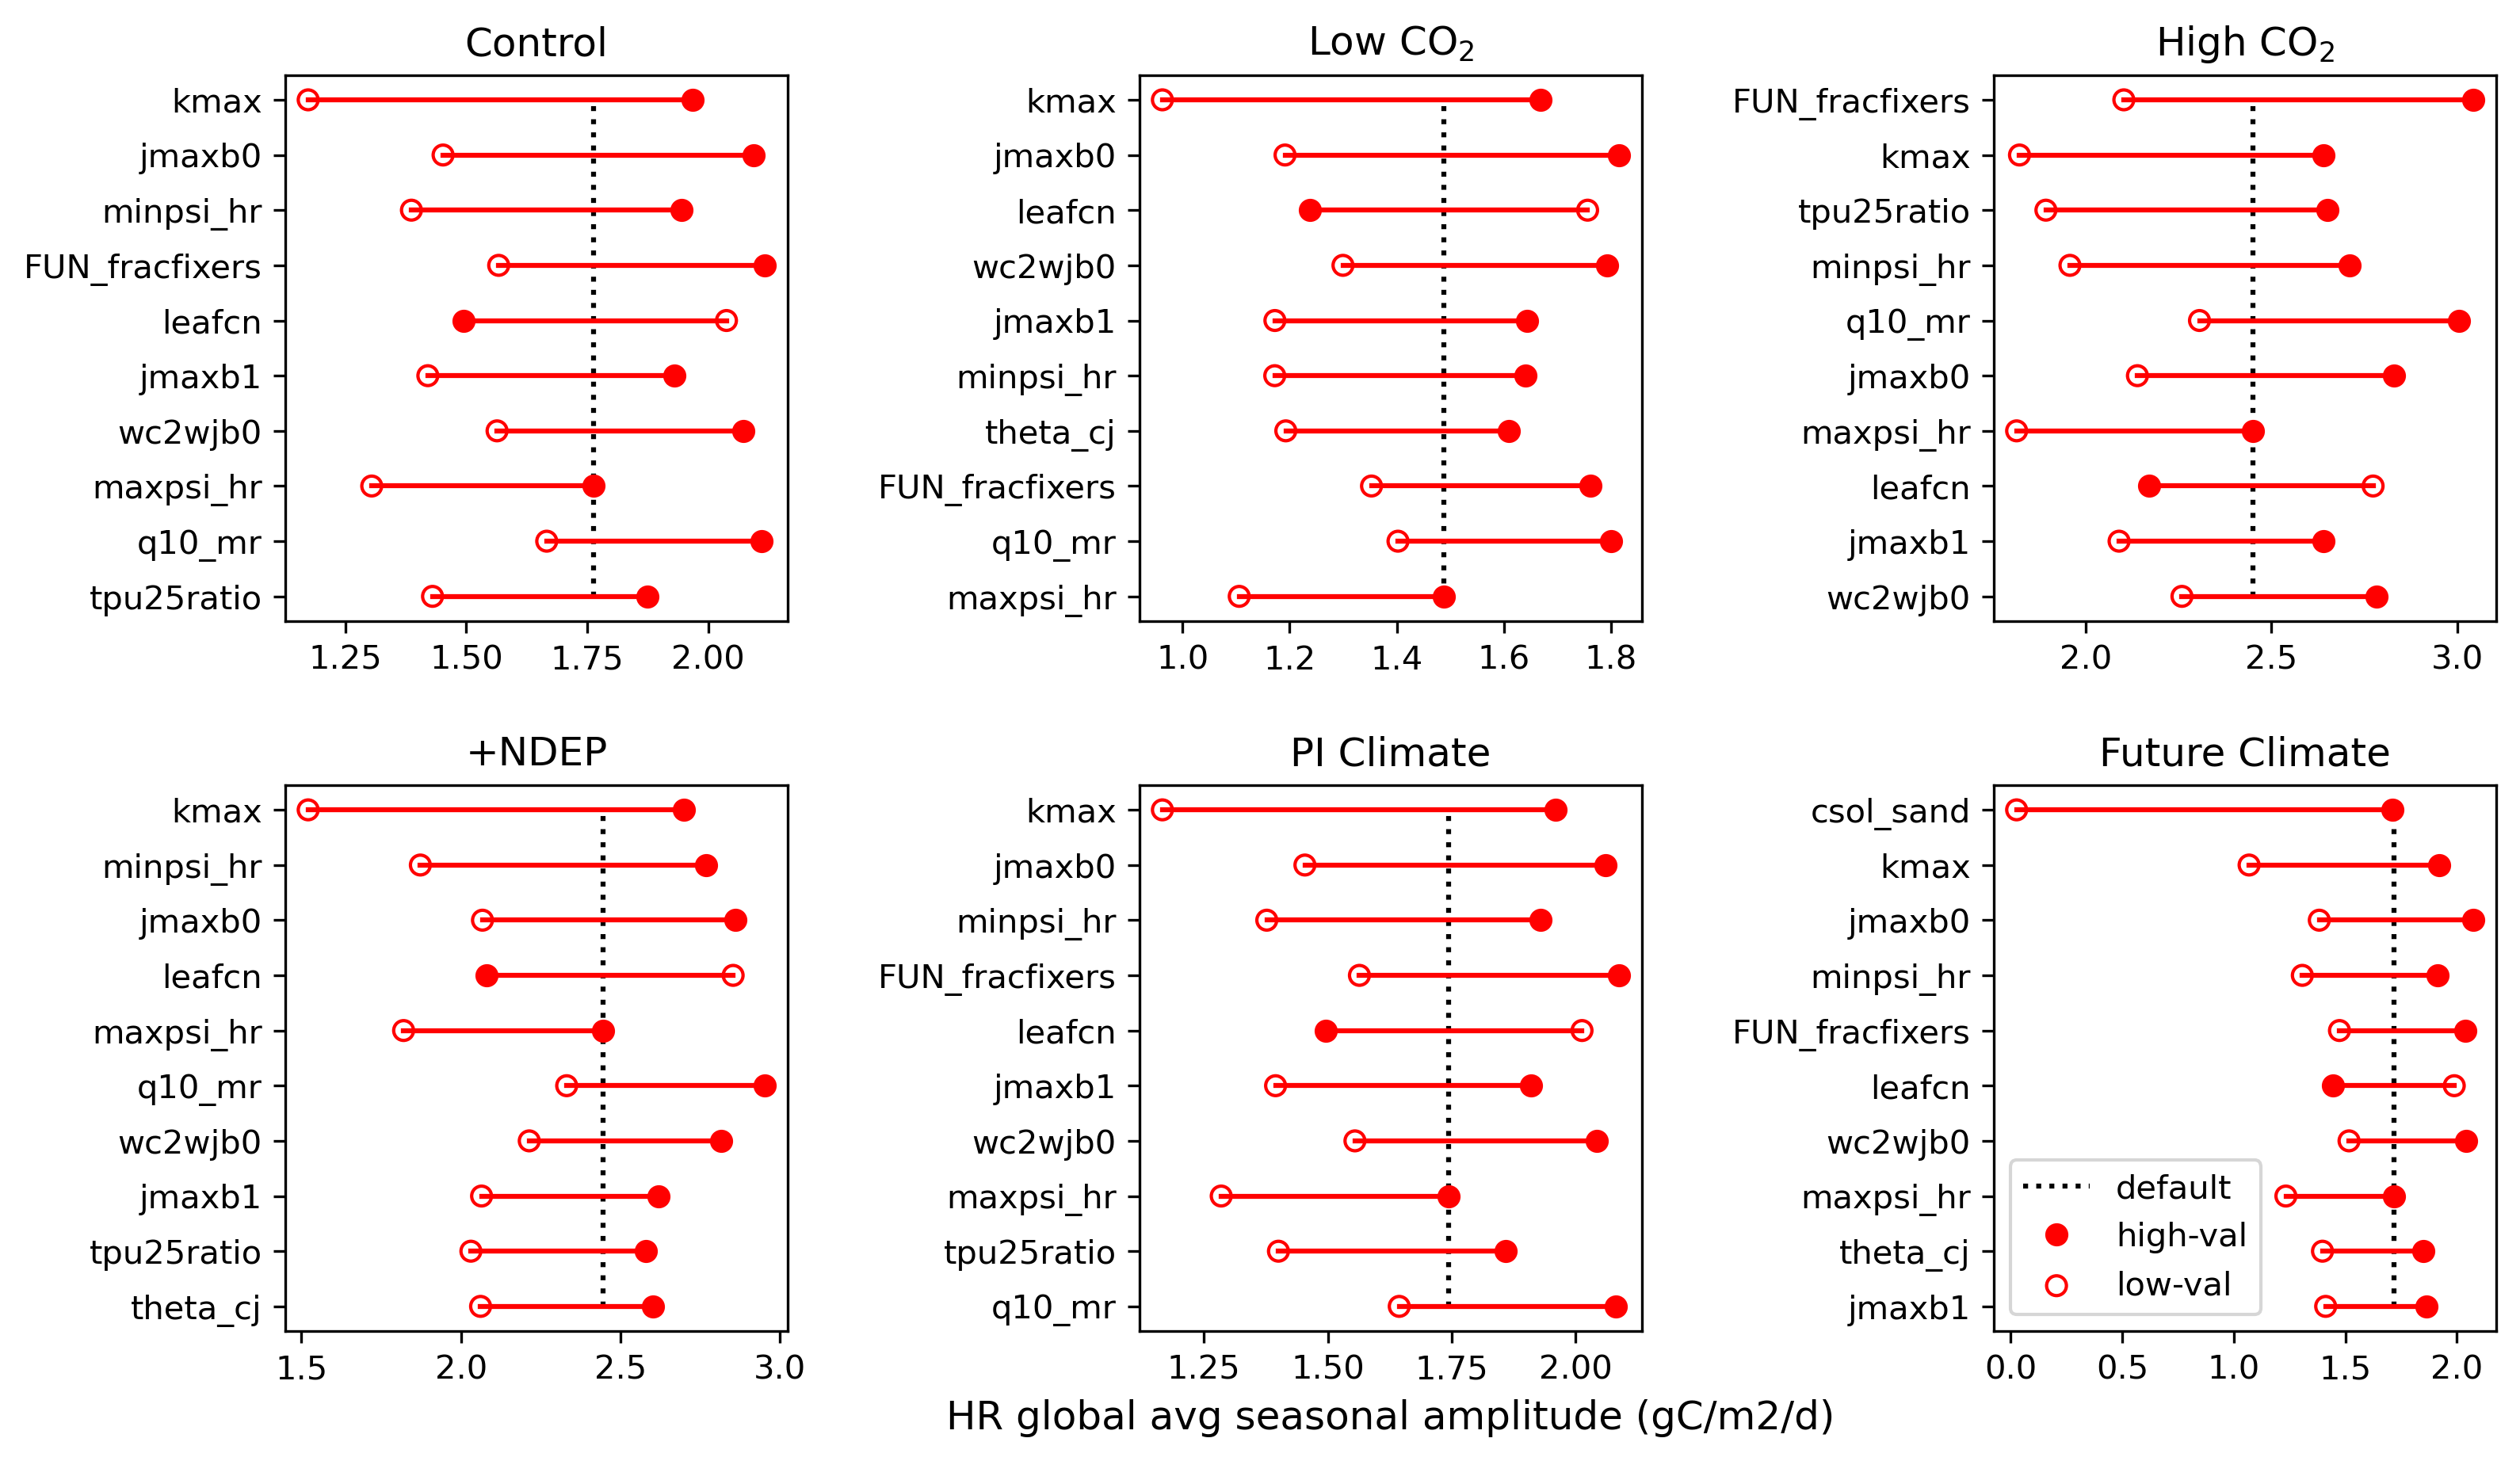 Control
kmax
jmaxb0
minpsi_hr
FUN_fracfixers
leafcn
jmaxb1
wc2wjb0
maxpsi_hr
q10_mr
tpu25ratio
1.25 1.50 1.75 2.00
Low CO₂
kmax
jmaxb0
leafcn
wc2wjb0
jmaxb1
minpsi_hr
theta_cj
FUN_fracfixers
q10_mr
maxpsi_hr
1.0 1.2 1.4 1.6 1.8
High CO₂
FUN_fracfixers
kmax
tpu25ratio
minpsi_hr
q10_mr
jmaxb0
maxpsi_hr
leafcn
jmaxb1
wc2wjb0
2.0 2.5 3.0
+NDEP
kmax
minpsi_hr
jmaxb0
leafcn
maxpsi_hr
q10_mr
wc2wjb0
jmaxb1
tpu25ratio
theta_cj
1.5 2.0 2.5 3.0
PI Climate
kmax
jmaxb0
minpsi_hr
FUN_fracfixers
leafcn
jmaxb1
wc2wjb0
maxpsi_hr
tpu25ratio
q10_mr
1.25 1.50 1.75 2.00
Future Climate
csol_sand
kmax
jmaxb0
minpsi_hr
FUN_fracfixers
leafcn
wc2wjb0
maxpsi_hr
theta_cj
jmaxb1
default
high-val
low-val
0.0 0.5 1.0 1.5 2.0
HR global avg seasonal amplitude (gC/m2/d)